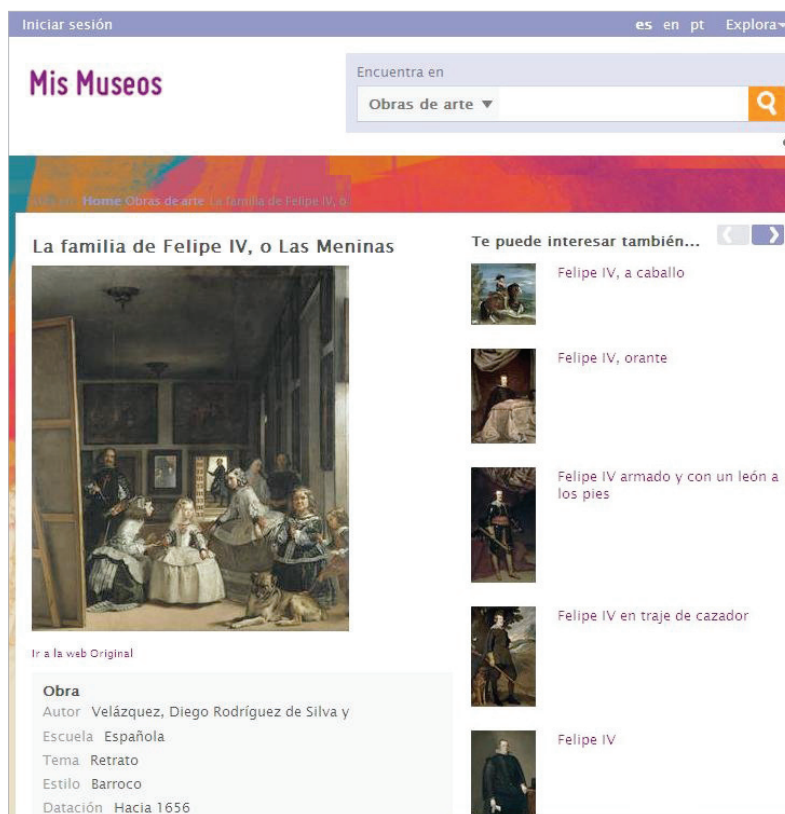 Iniciar sesión
es en pt Explora
Mis Museos
Encuentra en
Obras de arte
Home Obras de arte La familia de Felipe IV, o
La familia de Felipe IV, o Las Meninas
Ir a la web Original
Obra
Autor Velázquez, Diego Rodríguez de Silva y
Escuela Española
Tema Retrato
Estilo Barroco
Datación Hacia 1656
Te puede interesar también...
Felipe IV, a caballo
Felipe IV, orante
Felipe IV armado y con un león a
los pies
Felipe IV en traje de cazador
Felipe IV